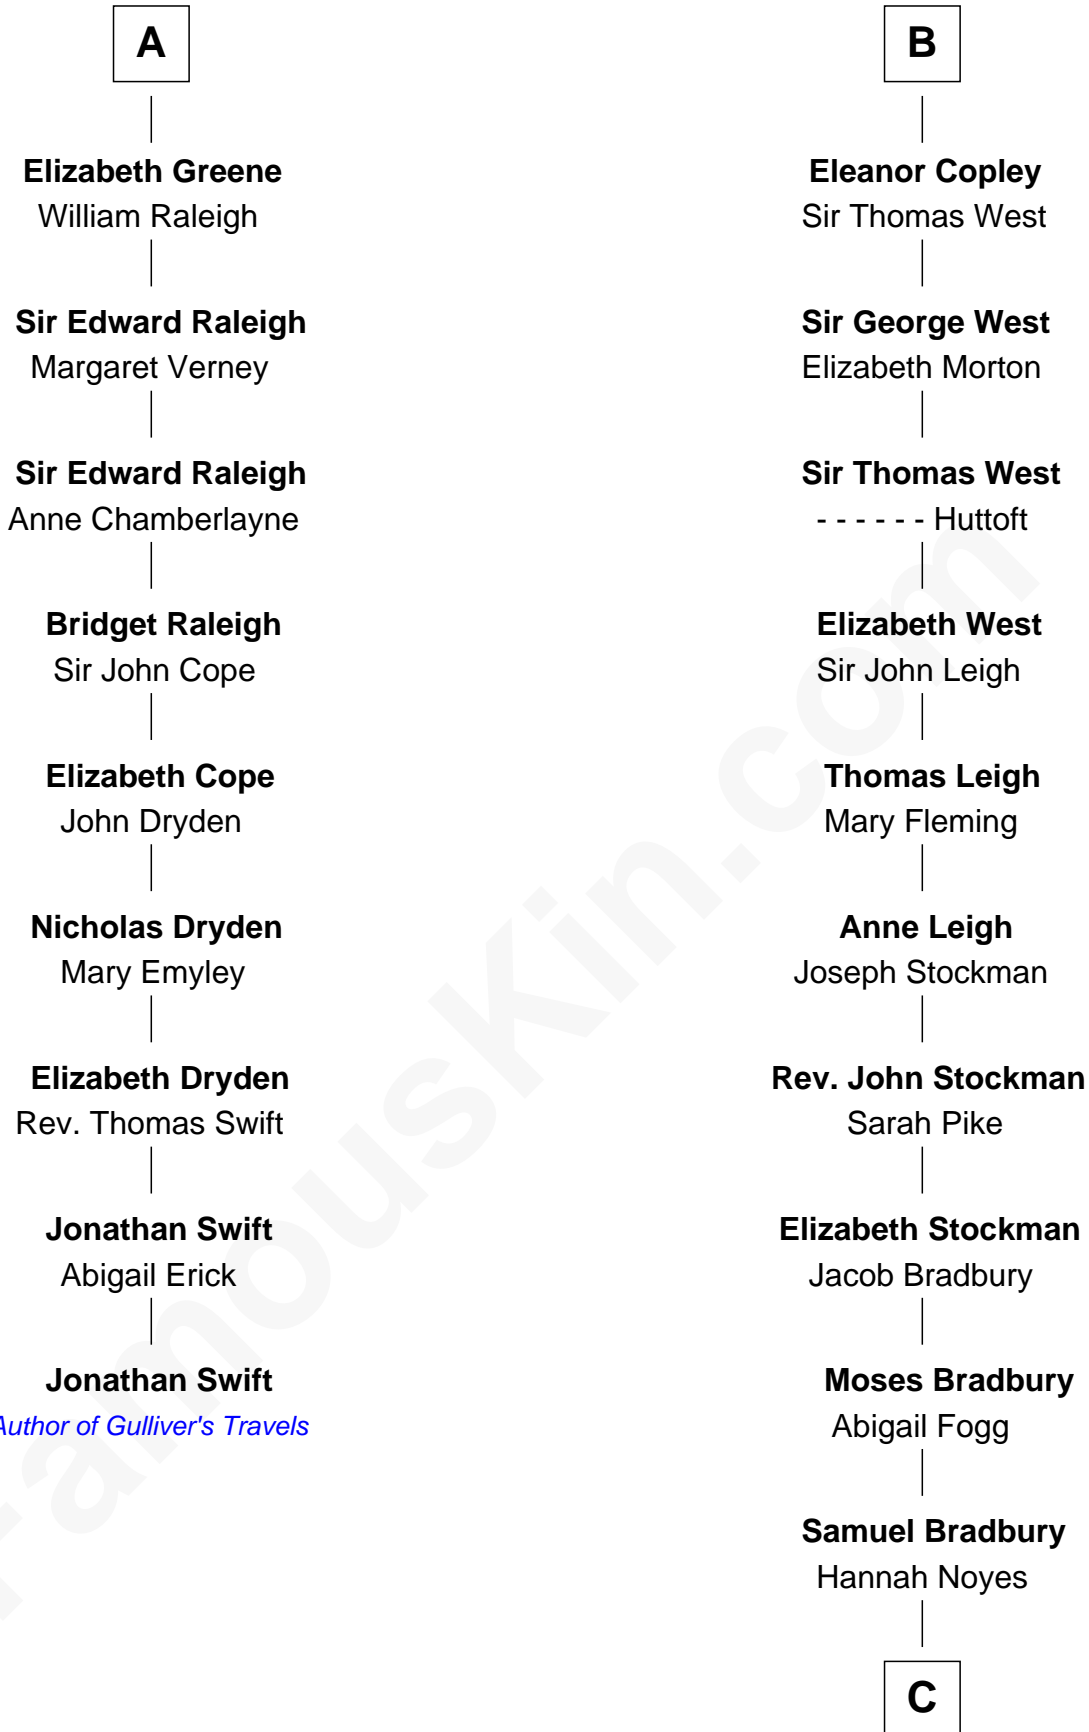 A
Elizabeth Greene
William Raleigh
Sir Edward Raleigh
Margaret Verney
Sir Edward Raleigh
Anne Chamberlayne
Bridget Raleigh
Sir John Cope
Elizabeth Cope
John Dryden
Nicholas Dryden
Mary Emyley
Elizabeth Dryden
Rev. Thomas Swift
Jonathan Swift
Abigail Erick
Jonathan Swift
Author of Gulliver's Travels
B
Eleanor Copley
Sir Thomas West
Sir George West
Elizabeth Morton
Sir Thomas West
- - - - - - Huttoft
Elizabeth West
Sir John Leigh
Thomas Leigh
Mary Fleming
Anne Leigh
Joseph Stockman
Rev. John Stockman
Sarah Pike
Elizabeth Stockman
Jacob Bradbury
Moses Bradbury
Abigail Fogg
Samuel Bradbury
Hannah Noyes
C
FamousKin.com